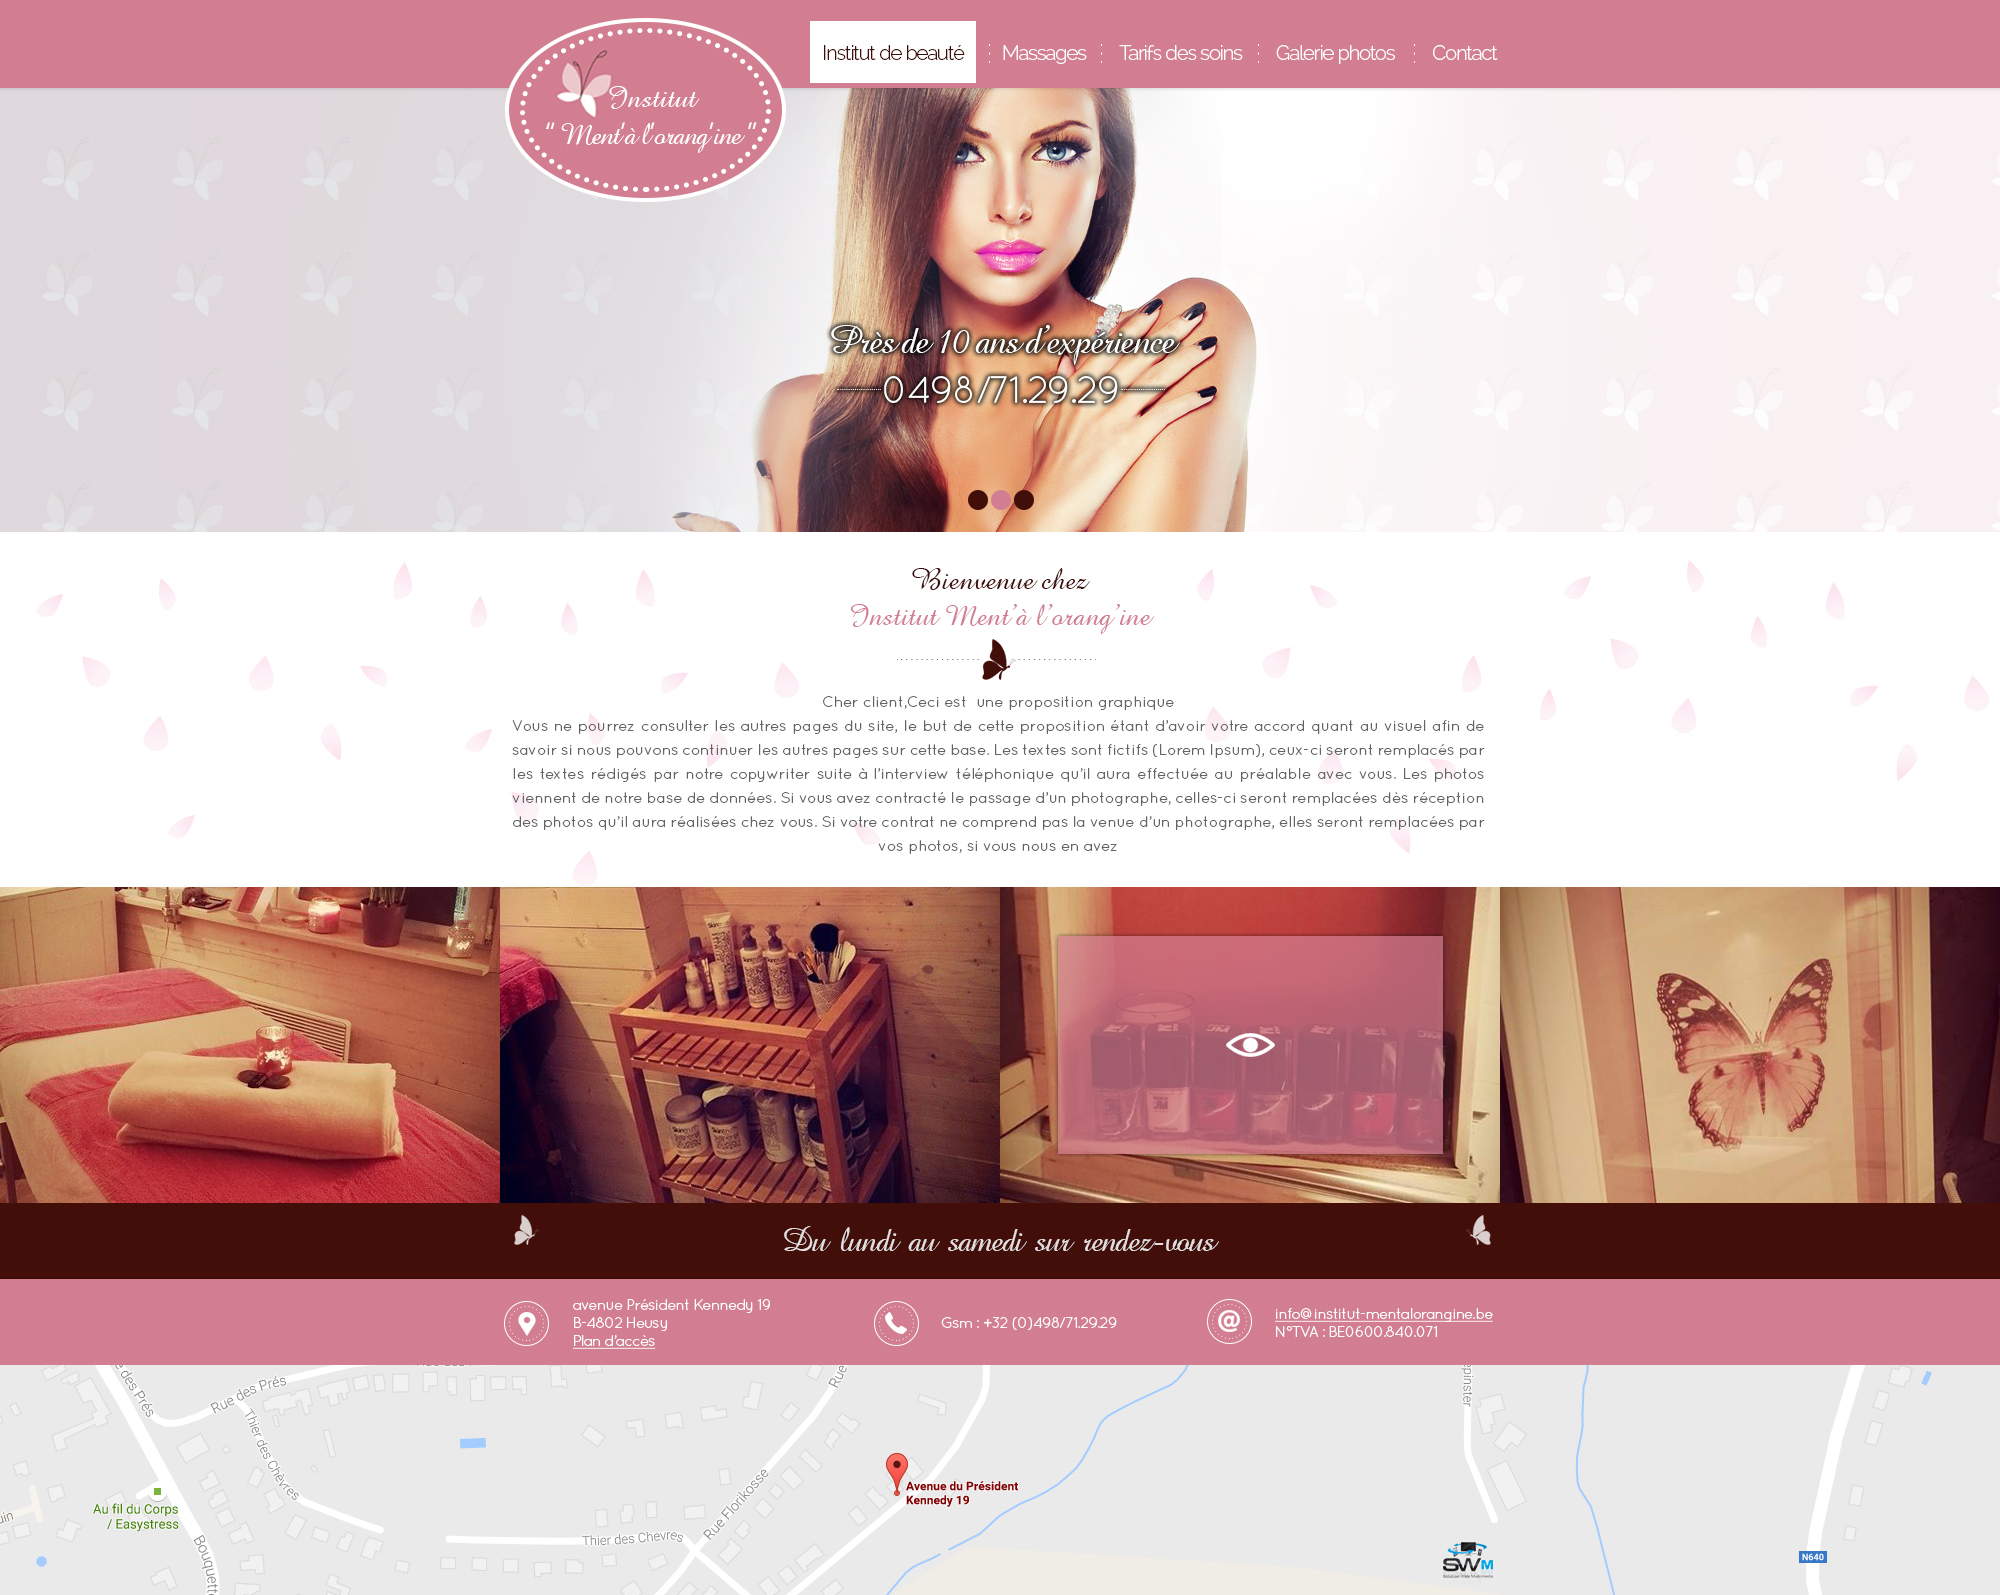 Institut de beauté
Massages
Tarifs des soins
Galerie photos
Contact
Institut
" Ment'à l'orang'ine "
Près de 10 ans d'expérience
0498/71.29.29
Bienvenue chez
Institut Ment'à l'orang'ine
Cher client,Ceci est une proposition graphique
Vous ne pourrez consulter les autres pages du site, le but de cette proposition étant d'avoir votre accord quant au visuel afin de
savoir si nous pouvons continuer les autres pages sur cette base. Les textes sont fictifs (Lorem Ipsum), ceux-ci seront remplacés par
les textes rédigés par notre copywriter suite à l'interview téléphonique qu'il aura effectuée au préalable avec vous. Les photos
viennent de notre base de données. Si vous avez contracté le passage d'un photographe, celles-ci seront remplacées dès réception
des photos qu'il aura réalisées chez vous. Si votre contrat ne comprend pas la venue d'un photographe, elles seront remplacées par
vos photos, si vous nous en avez
Du lundi au samedi sur rendez-vous
avenue Président Kennedy 19
B-4802 Heusy
Plan d'accès
Gsm : +32 (0)498/71.29.29
info@institut-mentalorangine.be
N°TVA : BE0600.840.071
des Prés
Rue des Prés
Thier des Chèvres
Rue
Avenue du Président
Kennedy 19
Au fil du Corps
/ Easystress
Rue Florikosse
Thier des Chevres
N640
SWM